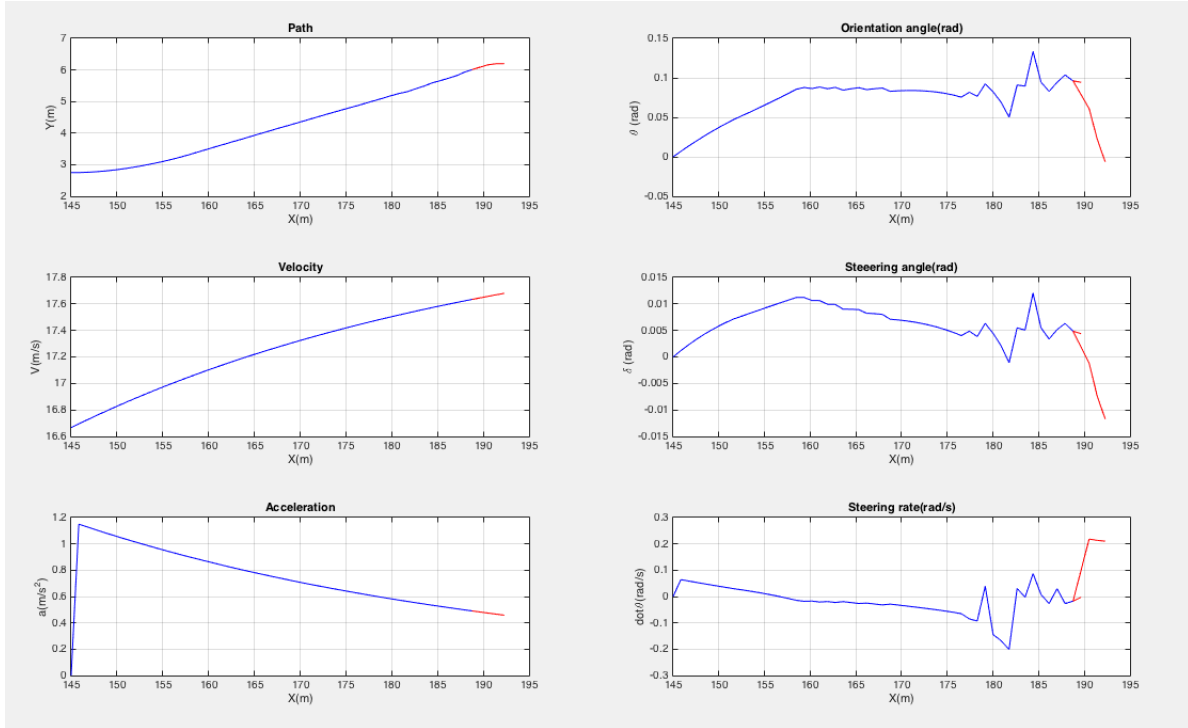 Path
7
6
5
4
3
2
Y(m)
145 150 155 160 165 170 175 180 185 190 195
X(m)
Orientation angle(rad)
0.15
0.1
0.05
0
-0.05
θ (rad)
145 150 155 160 165 170 175 180 185 190 195
X(m)
Velocity
17.8
17.6
17.4
17.2
17
16.8
16.6
V(m/s)
145 150 155 160 165 170 175 180 185 190 195
X(m)
Steeering angle(rad)
0.015
0.01
0.005
0
-0.005
-0.01
-0.015
δ (rad)
145 150 155 160 165 170 175 180 185 190 195
X(m)
Acceleration
1.2
1
0.8
0.6
0.4
0.2
0
a(m/s²)
145 150 155 160 165 170 175 180 185 190 195
X(m)
Steering rate(rad/s)
0.3
0.2
0.1
0
-0.1
-0.2
-0.3
dotθ(rad/s)
145 150 155 160 165 170 175 180 185 190 195
X(m)